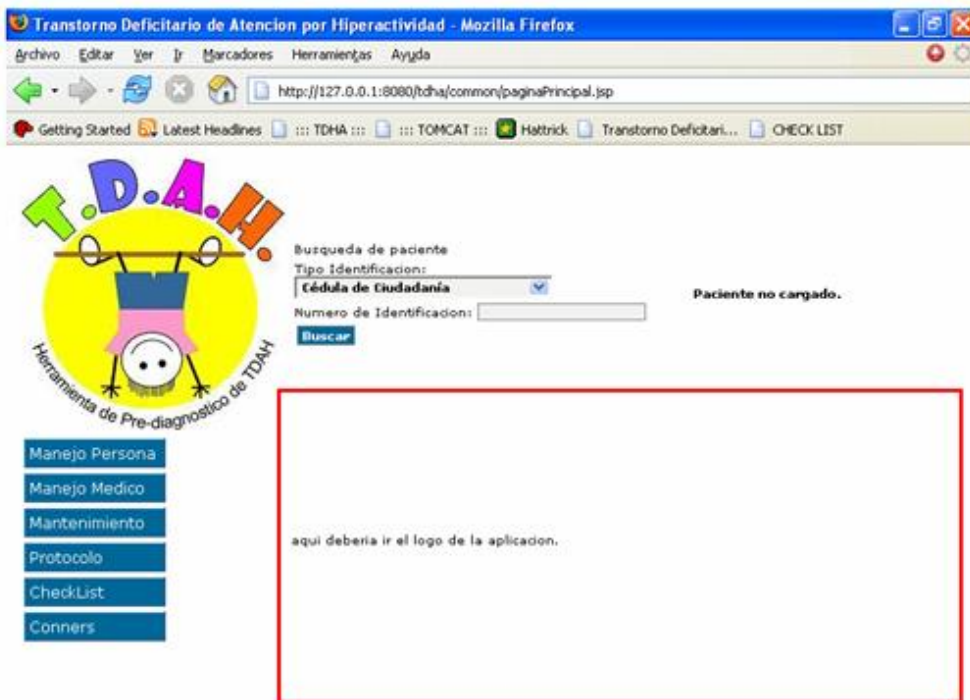 Transtorno Deficitario de Atencion por Hiperactividad - Mozilla Firefox
Archivo Editar Ver Ir Marcadores Herramientas Ayuda
http://127.0.0.1:8080/tdha/common/paginaPrincipal.jsp
Getting Started Latest Headlines ::: TDHA ::: ::: TOMCAT ::: Hattrick Transtorno Deficitari... CHECK LIST
T.D.A.H.
Herramienta de Pre-diagnostico de TDAH
Busqueda de paciente
Tipo Identificacion:
Cédula de Ciudadanía
Numero de Identificacion:
Buscar
Paciente no cargado.
Manejo Persona
Manejo Medico
Mantenimiento
Protocolo
CheckList
Conners
aqui deberia ir el logo de la aplicacion.